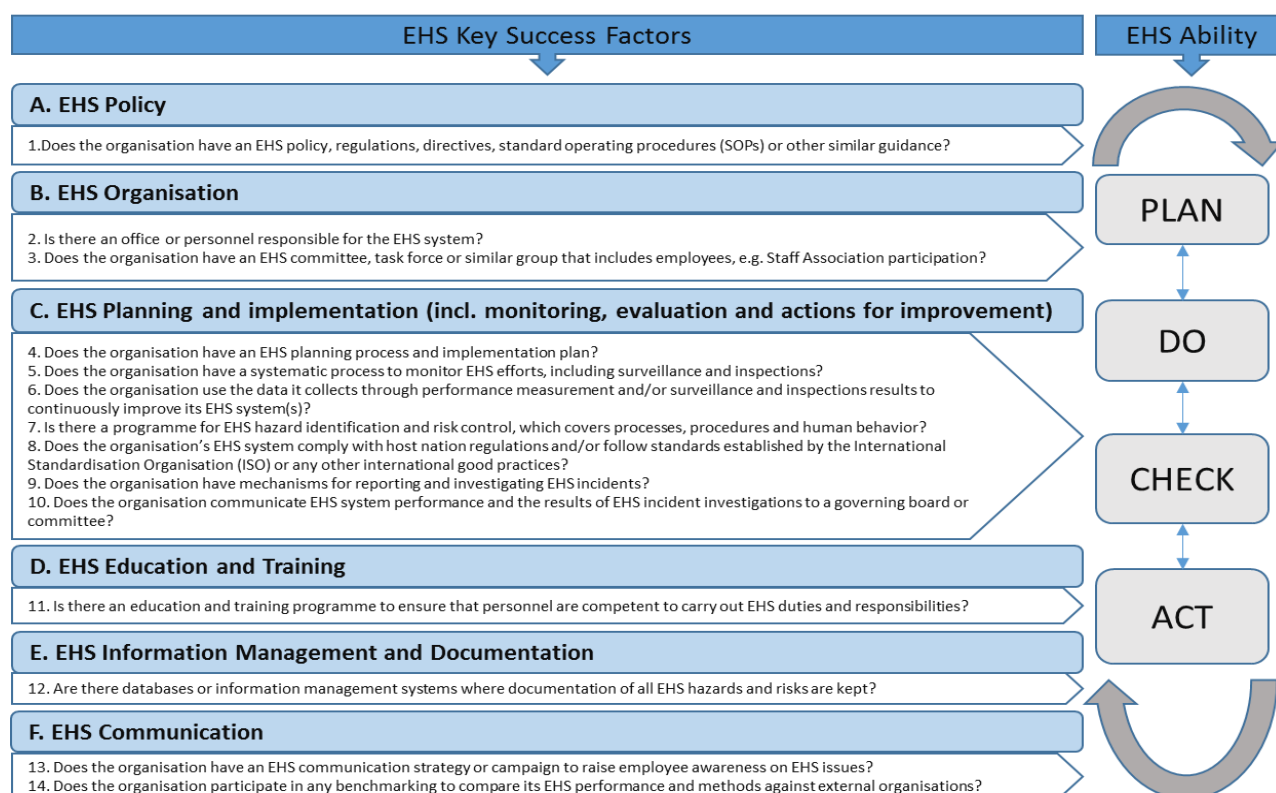 EHS Key Success Factors
EHS Ability
A. EHS Policy
1.Does the organisation have an EHS policy, regulations, directives, standard operating procedures (SOPs) or other similar guidance?
B. EHS Organisation
2. Is there an office or personnel responsible for the EHS system?
3. Does the organisation have an EHS committee, task force or similar group that includes employees, e.g. Staff Association participation?
C. EHS Planning and implementation (incl. monitoring, evaluation and actions for improvement)
4. Does the organisation have an EHS planning process and implementation plan?
5. Does the organisation have a systematic process to monitor EHS efforts, including surveillance and inspections?
6. Does the organisation use the data it collects through performance measurement and/or surveillance and inspections results to
continuously improve its EHS system(s)?
7. Is there a programme for EHS hazard identification and risk control, which covers processes, procedures and human behavior?
8. Does the organisation's EHS system comply with host nation regulations and/or follow standards established by the International
Standardisation Organisation (ISO) or any other international good practices?
9. Does the organisation have mechanisms for reporting and investigating EHS incidents?
10. Does the organisation communicate EHS system performance and the results of EHS incident investigations to a governing board or
committee?
D. EHS Education and Training
11. Is there an education and training programme to ensure that personnel are competent to carry out EHS duties and responsibilities?
E. EHS Information Management and Documentation
12. Are there databases or information management systems where documentation of all EHS hazards and risks are kept?
F. EHS Communication
13. Does the organisation have an EHS communication strategy or campaign to raise employee awareness on EHS issues?
14. Does the organisation participate in any benchmarking to compare its EHS performance and methods against external organisations?
PLAN
DO
CHECK
ACT